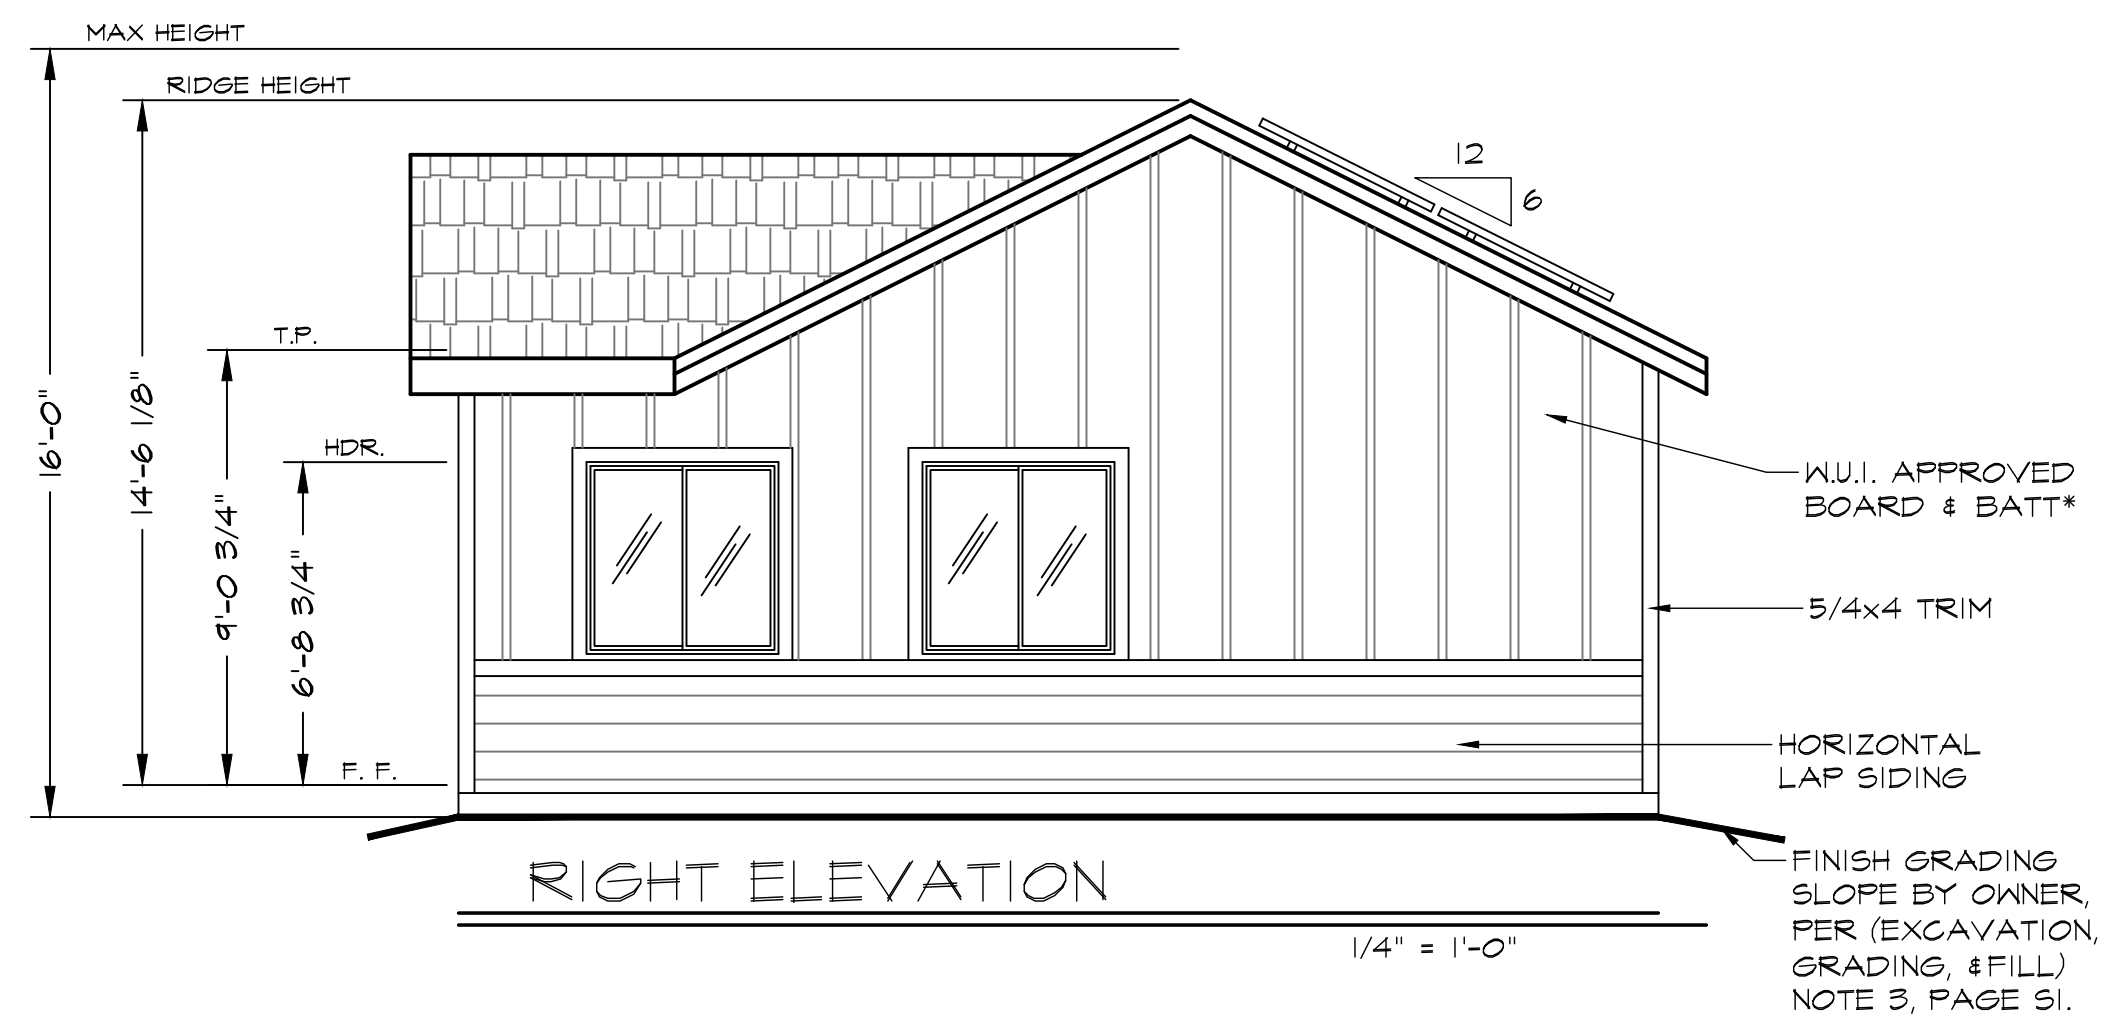 MAX HEIGHT
RIDGE HEIGHT
12
6
T.P.
HDR.
16'-0"
14'-6 1/8"
9'-0 3/4"
6'-8 3/4"
F. F.
W.U.I. APPROVED
BOARD & BATT*
5/4x4 TRIM
HORIZONTAL
LAP SIDING
FINISH GRADING
SLOPE BY OWNER,
PER (EXCAVATION,
GRADING, &FILL)
NOTE 3, PAGE S1.
RIGHT ELEVATION
1/4" = 1'-0"